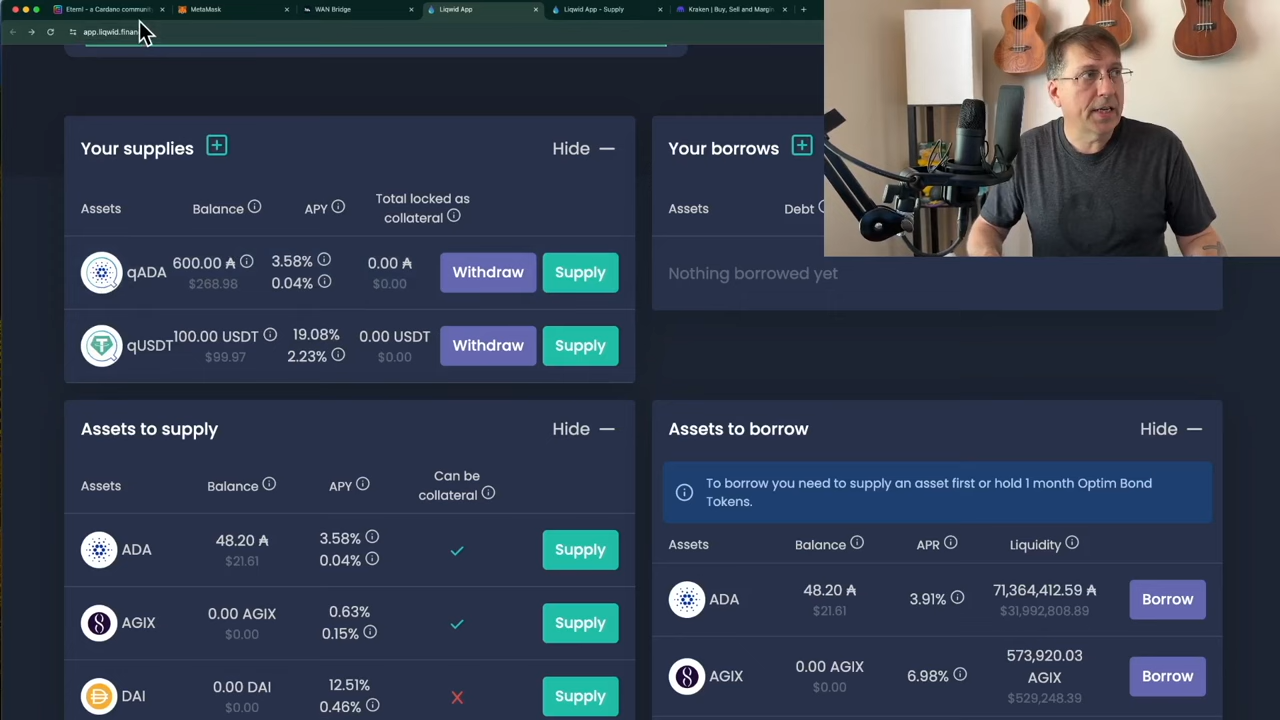 Eternl - a Cardano communit
MetaMask
WAN Bridge
Liqwid App
Liqwid App - Supply
Kraken | Buy, Sell and Margin
app.liqwid.finan
Your supplies
Hide
Assets
Balance
APY
Total locked as
collateral
qADA
600.00 ₳
$268.98
3.58%
0.04%
0.00 ₳
$0.00
Withdraw
Supply
qUSDT
100.00 USDT
$99.97
19.08%
2.23%
0.00 USDT
$0.00
Withdraw
Supply
Your borrows
Assets
Debt
Nothing borrowed yet
Assets to supply
Hide
Assets
Balance
APY
Can be
collateral
ADA
48.20 ₳
$21.61
3.58%
0.04%
Supply
AGIX
0.00 AGIX
$0.00
0.63%
0.15%
Supply
DAI
0.00 DAI
$0.00
12.51%
0.46%
Supply
Assets to borrow
Hide
To borrow you need to supply an asset first or hold 1 month Optim Bond
Tokens.
Assets
Balance
APR
Liquidity
ADA
48.20 ₳
$21.61
3.91%
71,364,412.59 ₳
$31,992,808.89
Borrow
AGIX
0.00 AGIX
$0.00
6.98%
573,920.03
AGIX
$529,248.39
Borrow